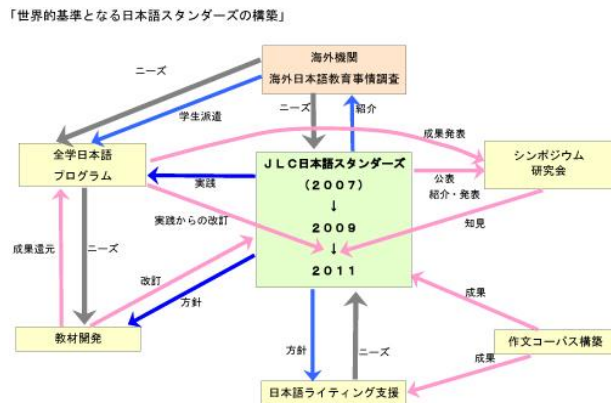 「世界的基準となる日本語スタンダーズの構築」
海外機関
海外日本語教育事情調査
ニーズ
学生派遣
ニーズ
紹介
成果発表
全学日本語
プログラム
JLC日本語スタンダーズ
(2007)
↓
2009
↓
2011
シンポジウム
研究会
実践
公表
紹介・発表
実践からの改訂
知見
成果還元
ニーズ
改訂
方針
成果
教材開発
作文コーパス構築
方針
ニーズ
成果
日本語ライティング支援